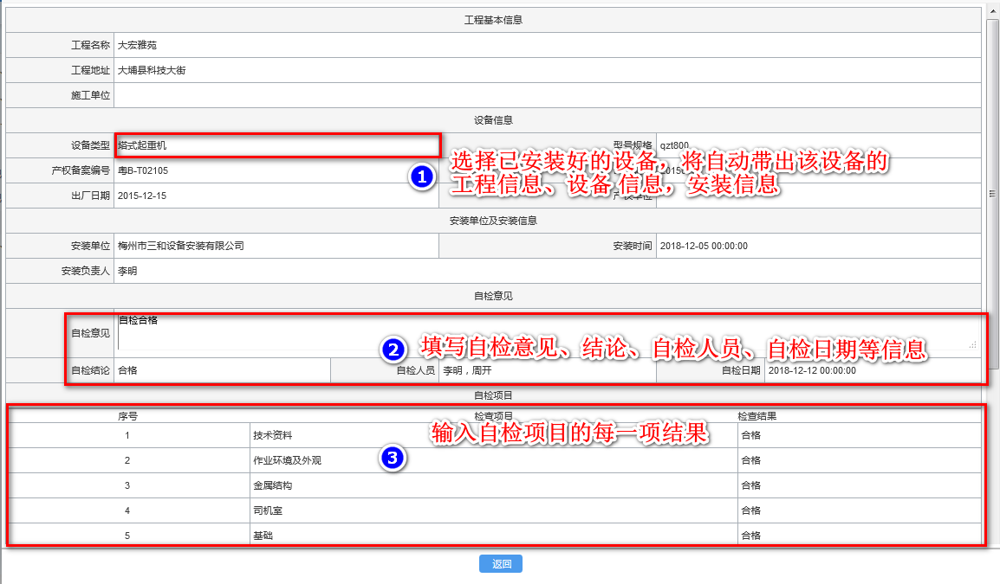 工程基本信息
工程名称 大宏雅苑
工程地址 大埔县科技大街
施工单位
设备信息
设备类型 塔式起重机 型号规格 qzt800
产权备案编号 粤B-T02105
1 选择已安装好的设备，将自动带出该设备的
工程信息、设备 信息，安装信息
出厂日期 2015-12-15 产权单位
安装单位及安装信息
安装单位 梅州市三和设备安装有限公司 安装时间 2018-12-05 00:00:00
安装负责人 李明
自检意见
自检意见 自检合格
2 填写自检意见、结论、自检人员、自检日期等信息
自检结论 合格 自检人员 李明，周开 自检日期 2018-12-12 00:00:00
自检项目
序号 检查项目 检查结果
输入自检项目的每一项结果
1 技术资料 合格
3
2 作业环境及外观 合格
3 金属结构 合格
4 司机室 合格
5 基础 合格
返回